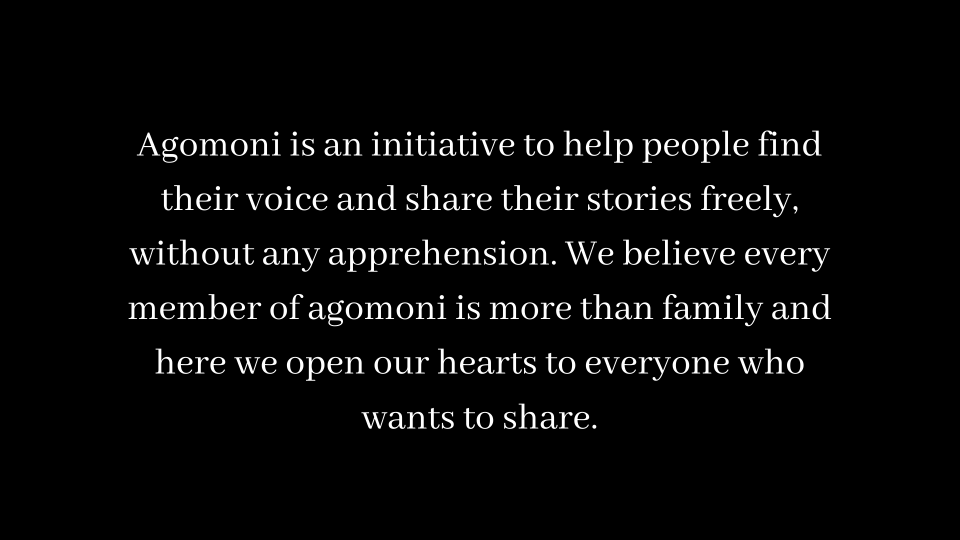 Agomoni is an initiative to help people find
their voice and share their stories freely,
without any apprehension. We believe every
member of agomoni is more than family and
here we open our hearts to everyone who
wants to share.